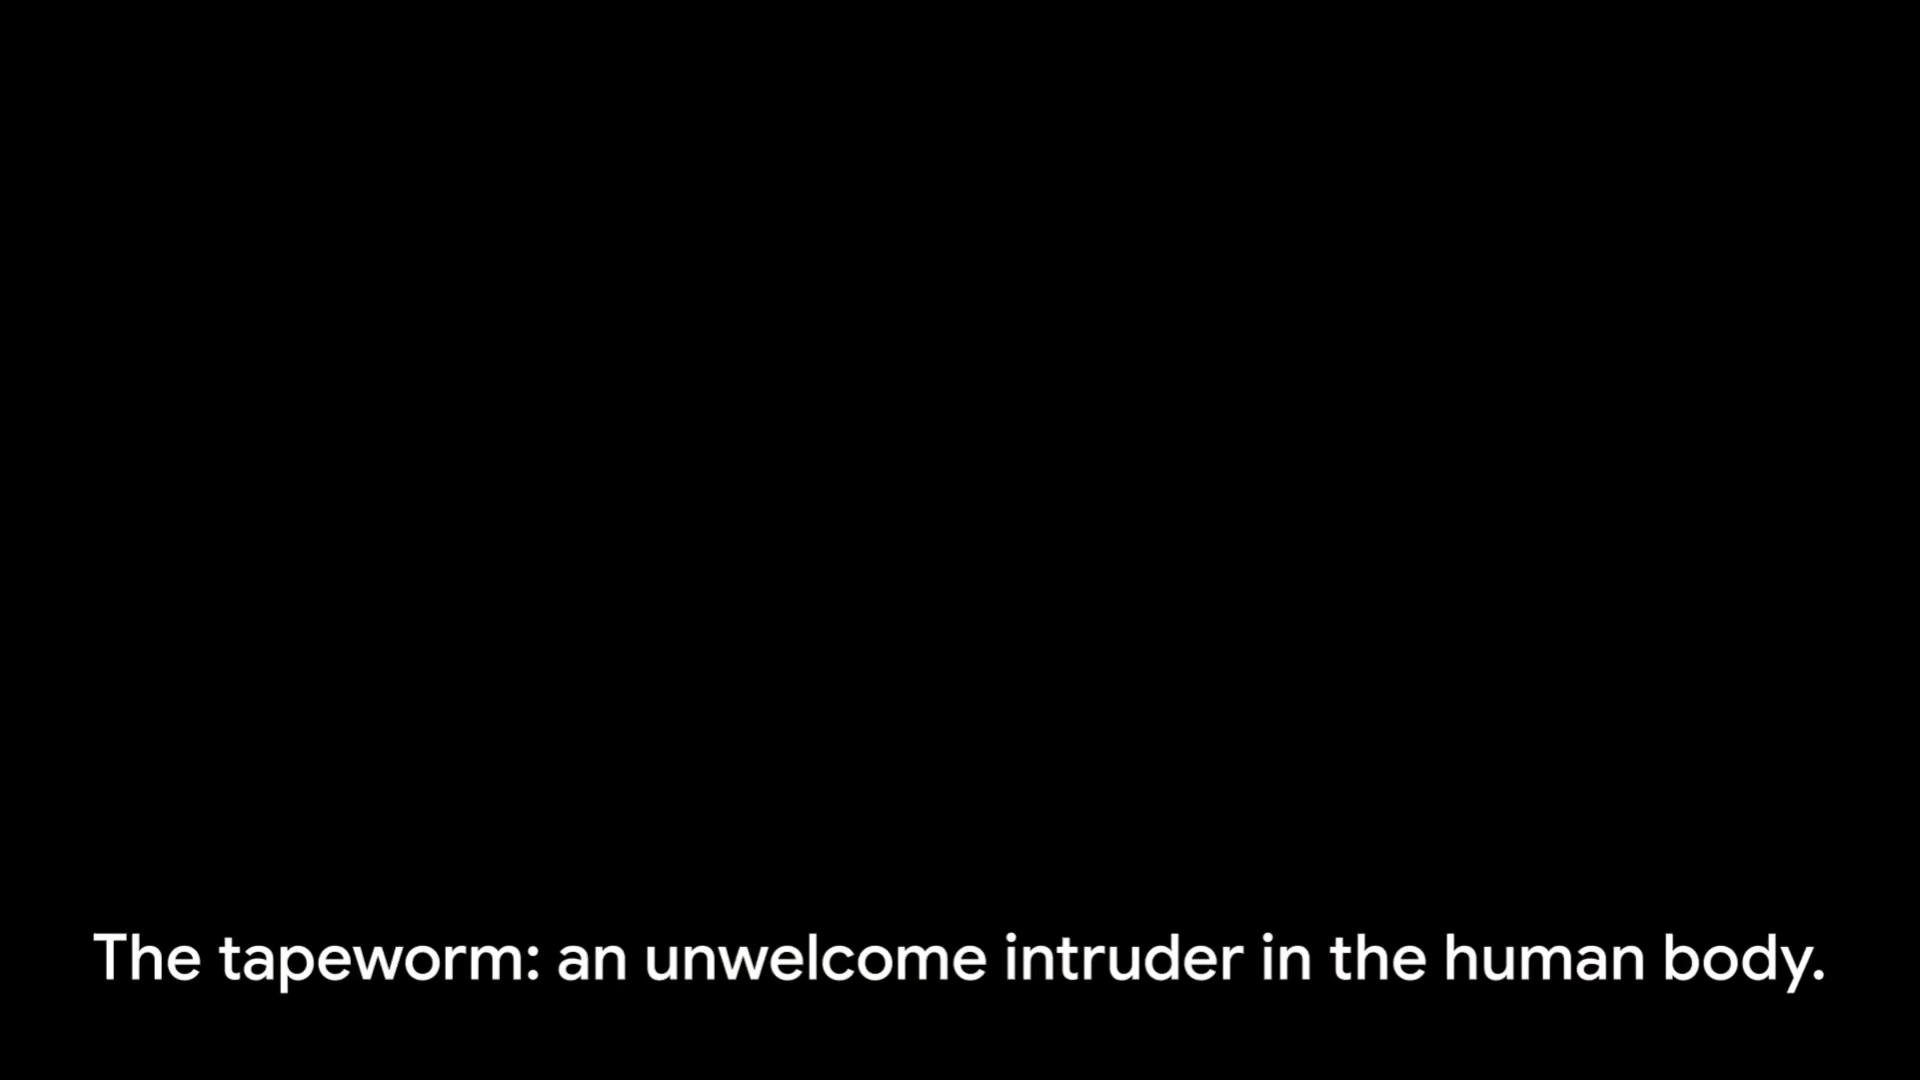 The tapeworm: an unwelcome intruder in the human body.